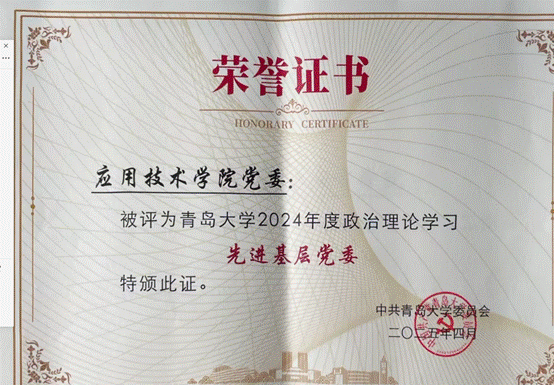 荣誉证书
HONORARY CERTIFICATE
应用技术学院党委：
被评为青岛大学2024年度政治理论学习
先进基层党委
特颁此证。
中共青岛大学委员会
二〇二五年四月